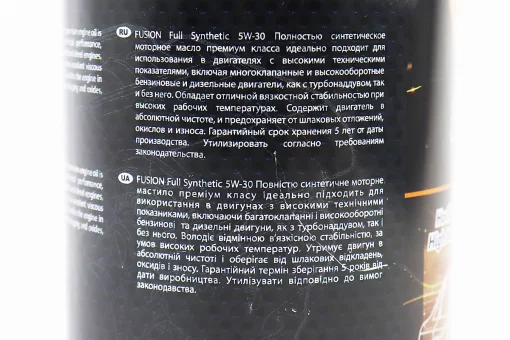 RU FUSION Full Synthetic 5W-30 Полностью синтетическое
моторное масло премиум класса идеально подходит для
использования в двигателях с высокими техническими
показателями, включая многоклапанные и высокооборотные
бензиновые и дизельные двигатели, как с турбонаддувом, так
и без него. Обладает отличной вязкостной стабильностью при
высоких рабочих температурах. Содержит двигатель в
абсолютной чистоте, и предохраняет от шлаковых отложений,
окислов и износа. Гарантийный срок хранения 5 лет от даты
производства. Утилизировать согласно требованиям
законодательства.
UA FUSION Full Synthetic 5W-30 Повністю синтетичне моторне
мастило преміум класу ідеально підходить для
використання в двигунах з високими технічними
показниками, включаючи багатоклапанні і високооборотні
бензинові та дизельні двигуни, як з турбонаддувом, так і
без нього. Володіє відмінною в'язкісною стабільністю, за
умов високих робочих температур. Утримує двигун в
абсолютній чистоті і оберігає від шлакових відкладень,
оксидів і зносу. Гарантійний термін зберігання 5 років від
дати виробництва. Утилізувати відповідно до вимог
законодавства.